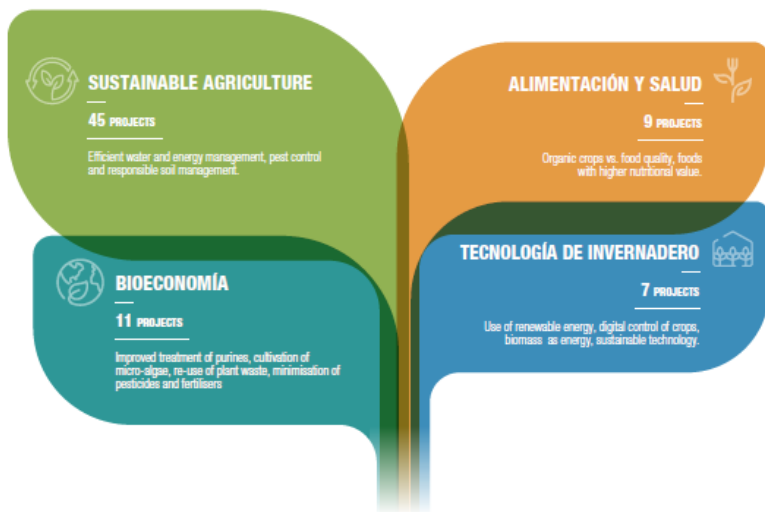 SUSTAINABLE AGRICULTURE
45 PROJECTS
Efficient water and energy management, pest control
and responsible soil management.
ALIMENTACIÓN Y SALUD
9 PROJECTS
Organic crops vs. food quality, foods
with higher nutritional value.
BIOECONOMÍA
11 PROJECTS
Improved treatment of purines, cultivation of
micro-algae, re-use of plant waste, minimisation of
pesticides and fertilisers
TECNOLOGÍA DE INVERNADERO
7 PROJECTS
Use of renewable energy, digital control of crops,
biomass as energy, sustainable technology.